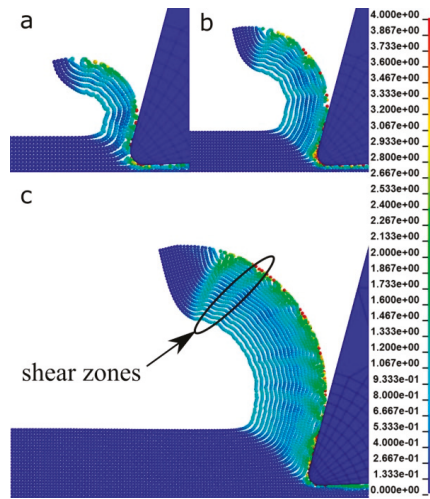 a
b
c
shear zones
4.000e+00
3.867e+00
3.733e+00
3.600e+00
3.467e+00
3.333e+00
3.200e+00
3.067e+00
2.933e+00
2.800e+00
2.667e+00
2.533e+00
2.400e+00
2.267e+00
2.133e+00
2.000e+00
1.867e+00
1.733e+00
1.600e+00
1.467e+00
1.333e+00
1.200e+00
1.067e+00
9.333e-01
8.000e-01
6.667e-01
5.333e-01
4.000e-01
2.667e-01
1.333e-01
0.000e+00